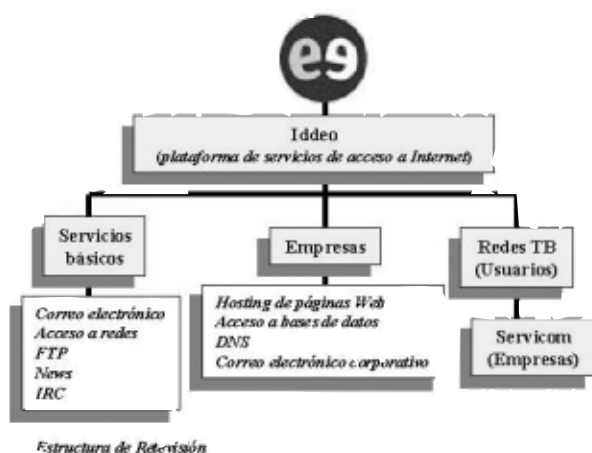 ee
Iddeo
(plataforma de servicios de acceso a Internet)
Servicios
básicos
Empresas
Redes TB
(Usuarios)
Correo electrónico
Acceso a redes
FTP
News
IRC
Hosting de páginas Web
Acceso a bases de datos
DNS
Correo electrónico corporativo
Servicom
(Empresas)
Estructura de Retevisión